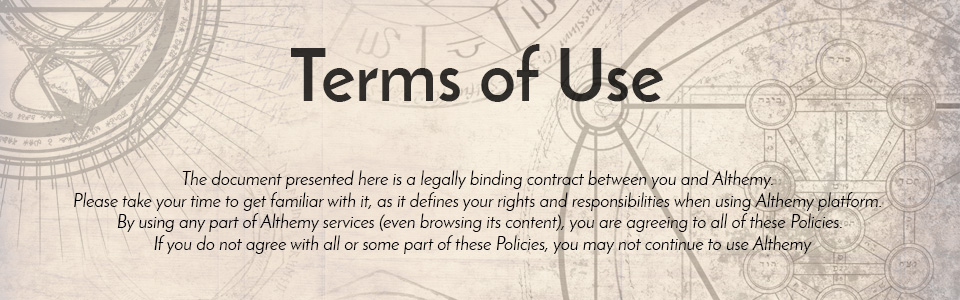 Terms of Use
The document presented here is a legally binding contract between you and Althemy.
Please take your time to get familiar with it, as it defines your rights and responsibilities when using Althemy platform.
By using any part of Althemy services (even browsing its content), you are agreeing to all of these Policies.
If you do not agree with all or some part of these Policies, you may not continue to use Althemy